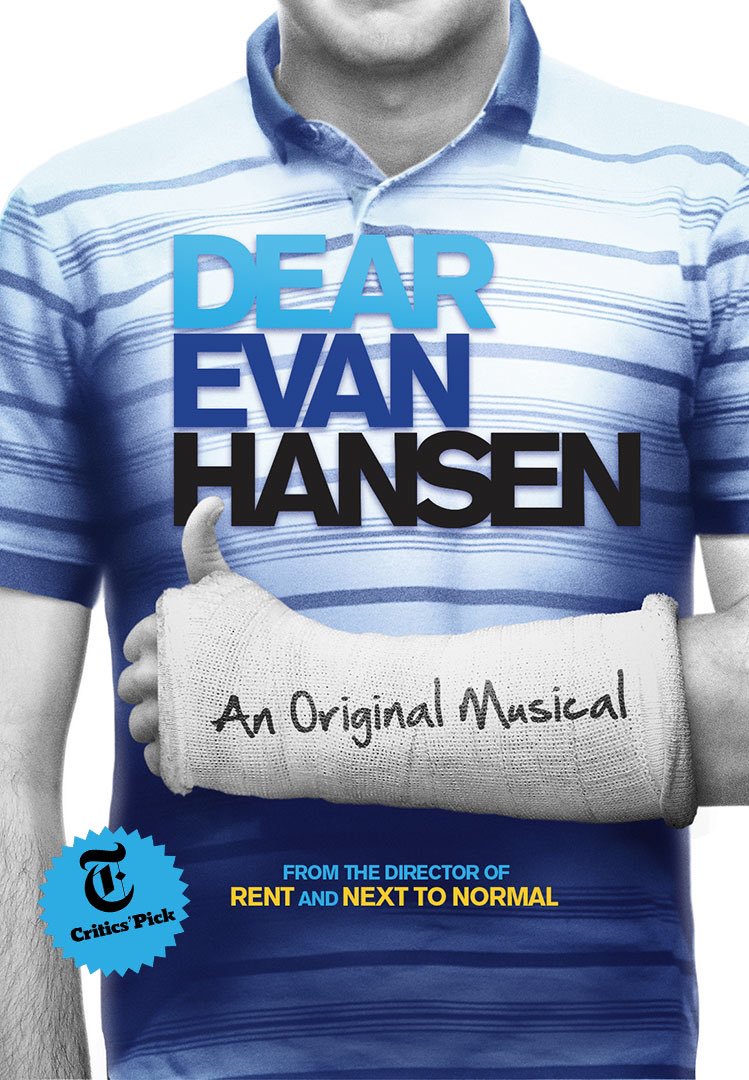 DEAR
EVAN
HANSEN
An Original Musical
FROM THE DIRECTOR OF
RENT AND NEXT TO NORMAL
T
Critics' Pick